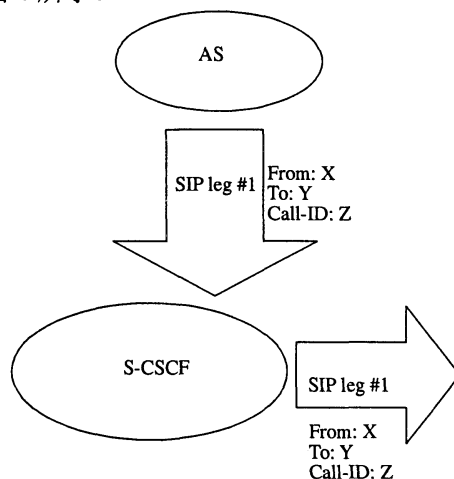 AS
SIP leg #1
From: X
To: Y
Call-ID: Z
S-CSCF
SIP leg #1
From: X
To: Y
Call-ID: Z